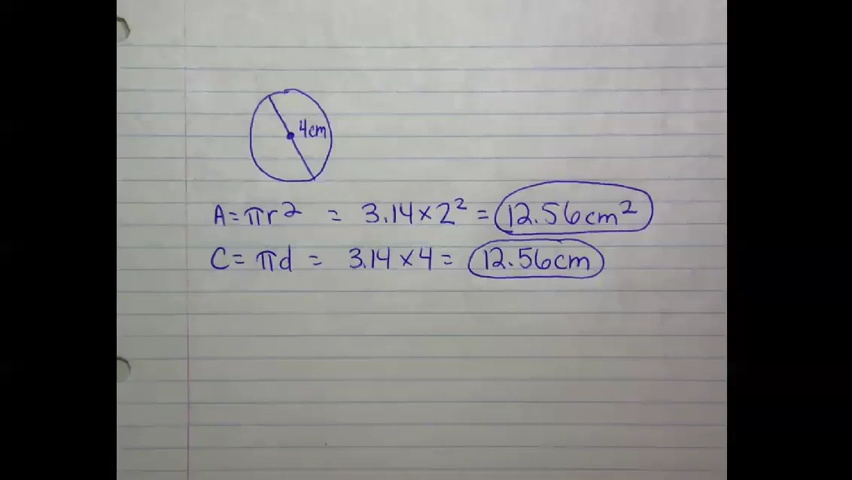 4cm
A=πr² = 3.14×2² = 12.56cm²
C= πd = 3.14×4 = 12.56cm